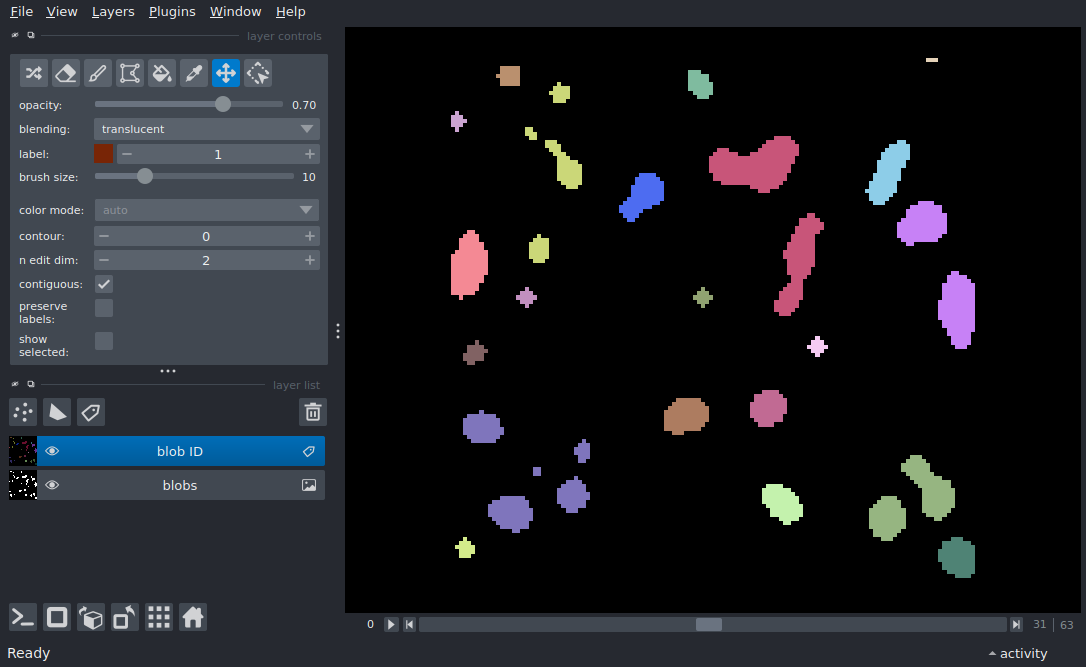 File View Layers Plugins Window Help
layer controls
opacity: 0.70
blending: translucent
label: 1
brush size: 10
color mode: auto
contour: 0
n edit dim: 2
contiguous:
preserve
labels:
show
selected:
layer list
blob ID
blobs
0 31 63
Ready activity